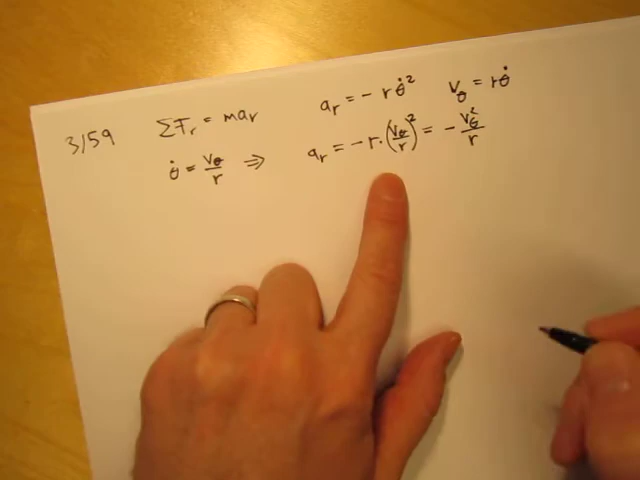 3/59 ΣF_r = ma_r a_r = - rθ̇² v_θ = rθ̇
θ̇ = v_θ/r ⇒ a_r = - r·(v_θ/r)² = - v_θ²/r